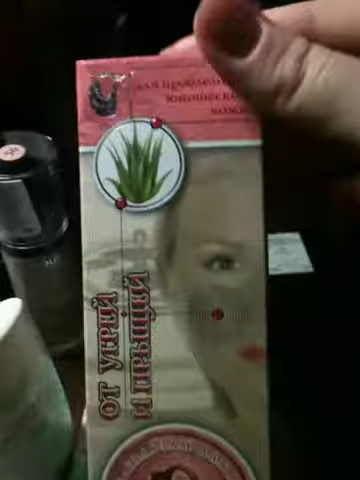 для проблемной
юношеской
кожи
ОТ УГРЕЙ
И ПРЫЩЕЙ